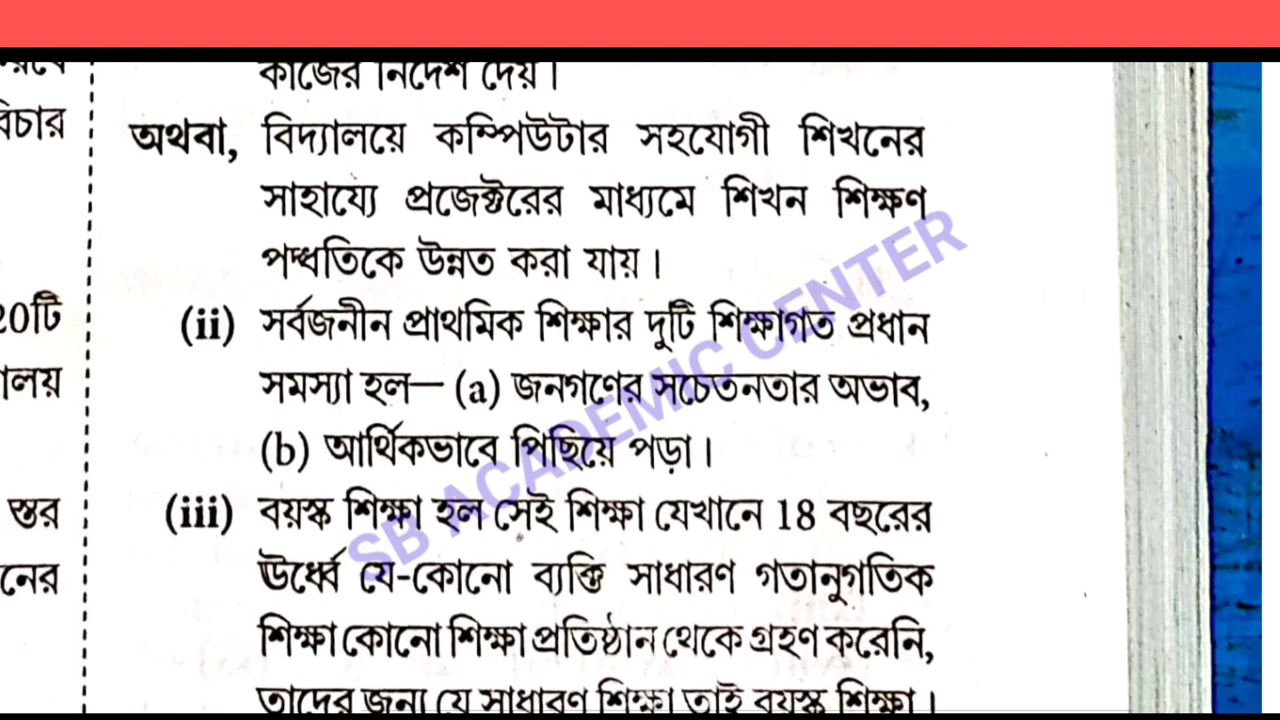 কাজের নির্দেশ দেয়।
বিচার
অথবা, বিদ্যালয়ে কম্পিউটার সহযোগী শিখনের
সাহায্যে প্রজেক্টরের মাধ্যমে শিখন শিক্ষণ
পদ্ধতিকে উন্নত করা যায়।
20টি
(ii) সর্বজনীন প্রাথমিক শিক্ষার দুটি শিক্ষাগত প্রধান
সমস্যা হল— (a) জনগণের সচেতনতার অভাব,
(b) আর্থিকভাবে পিছিয়ে পড়া।
স্তর
(iii) বয়স্ক শিক্ষা হল সেই শিক্ষা যেখানে 18 বছরের
ঊর্ধ্বে যে-কোনো ব্যক্তি সাধারণ গতানুগতিক
শিক্ষা কোনো শিক্ষা প্রতিষ্ঠান থেকে গ্রহণ করেনি,
তাদের জন্য যে সাধারণ শিক্ষা তাই বয়স্ক শিক্ষা।
SB ACADEMIC CENTER